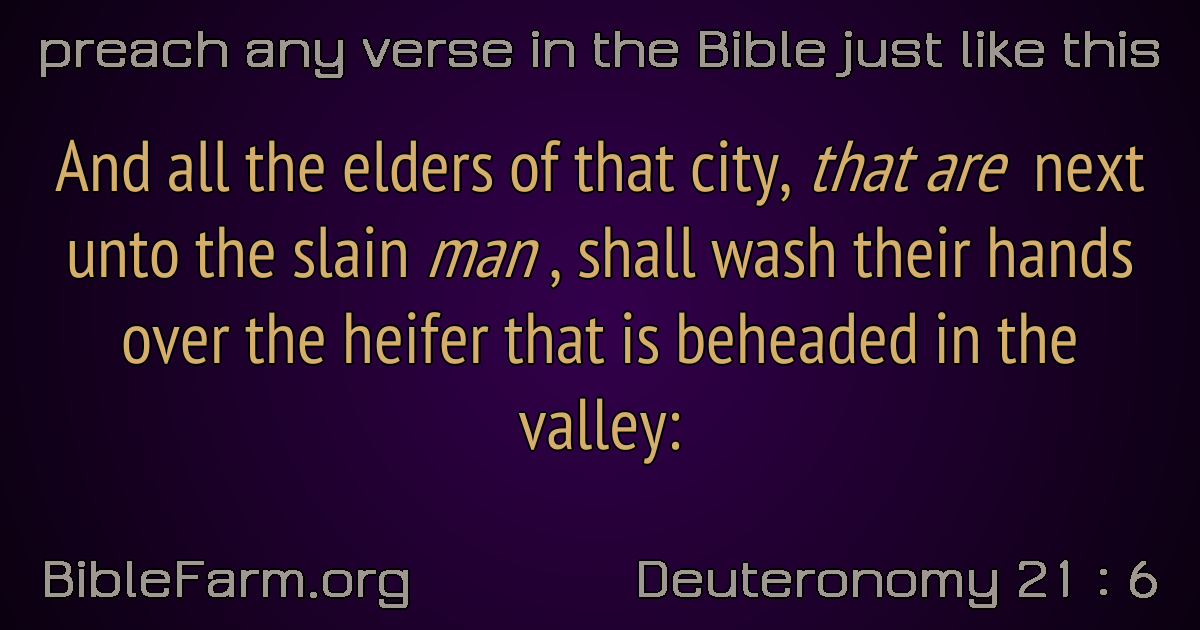 preach any verse in the Bible just like this
And all the elders of that city, that are next
unto the slain man , shall wash their hands
over the heifer that is beheaded in the
valley:
BibleFarm.org
Deuteronomy 21 : 6